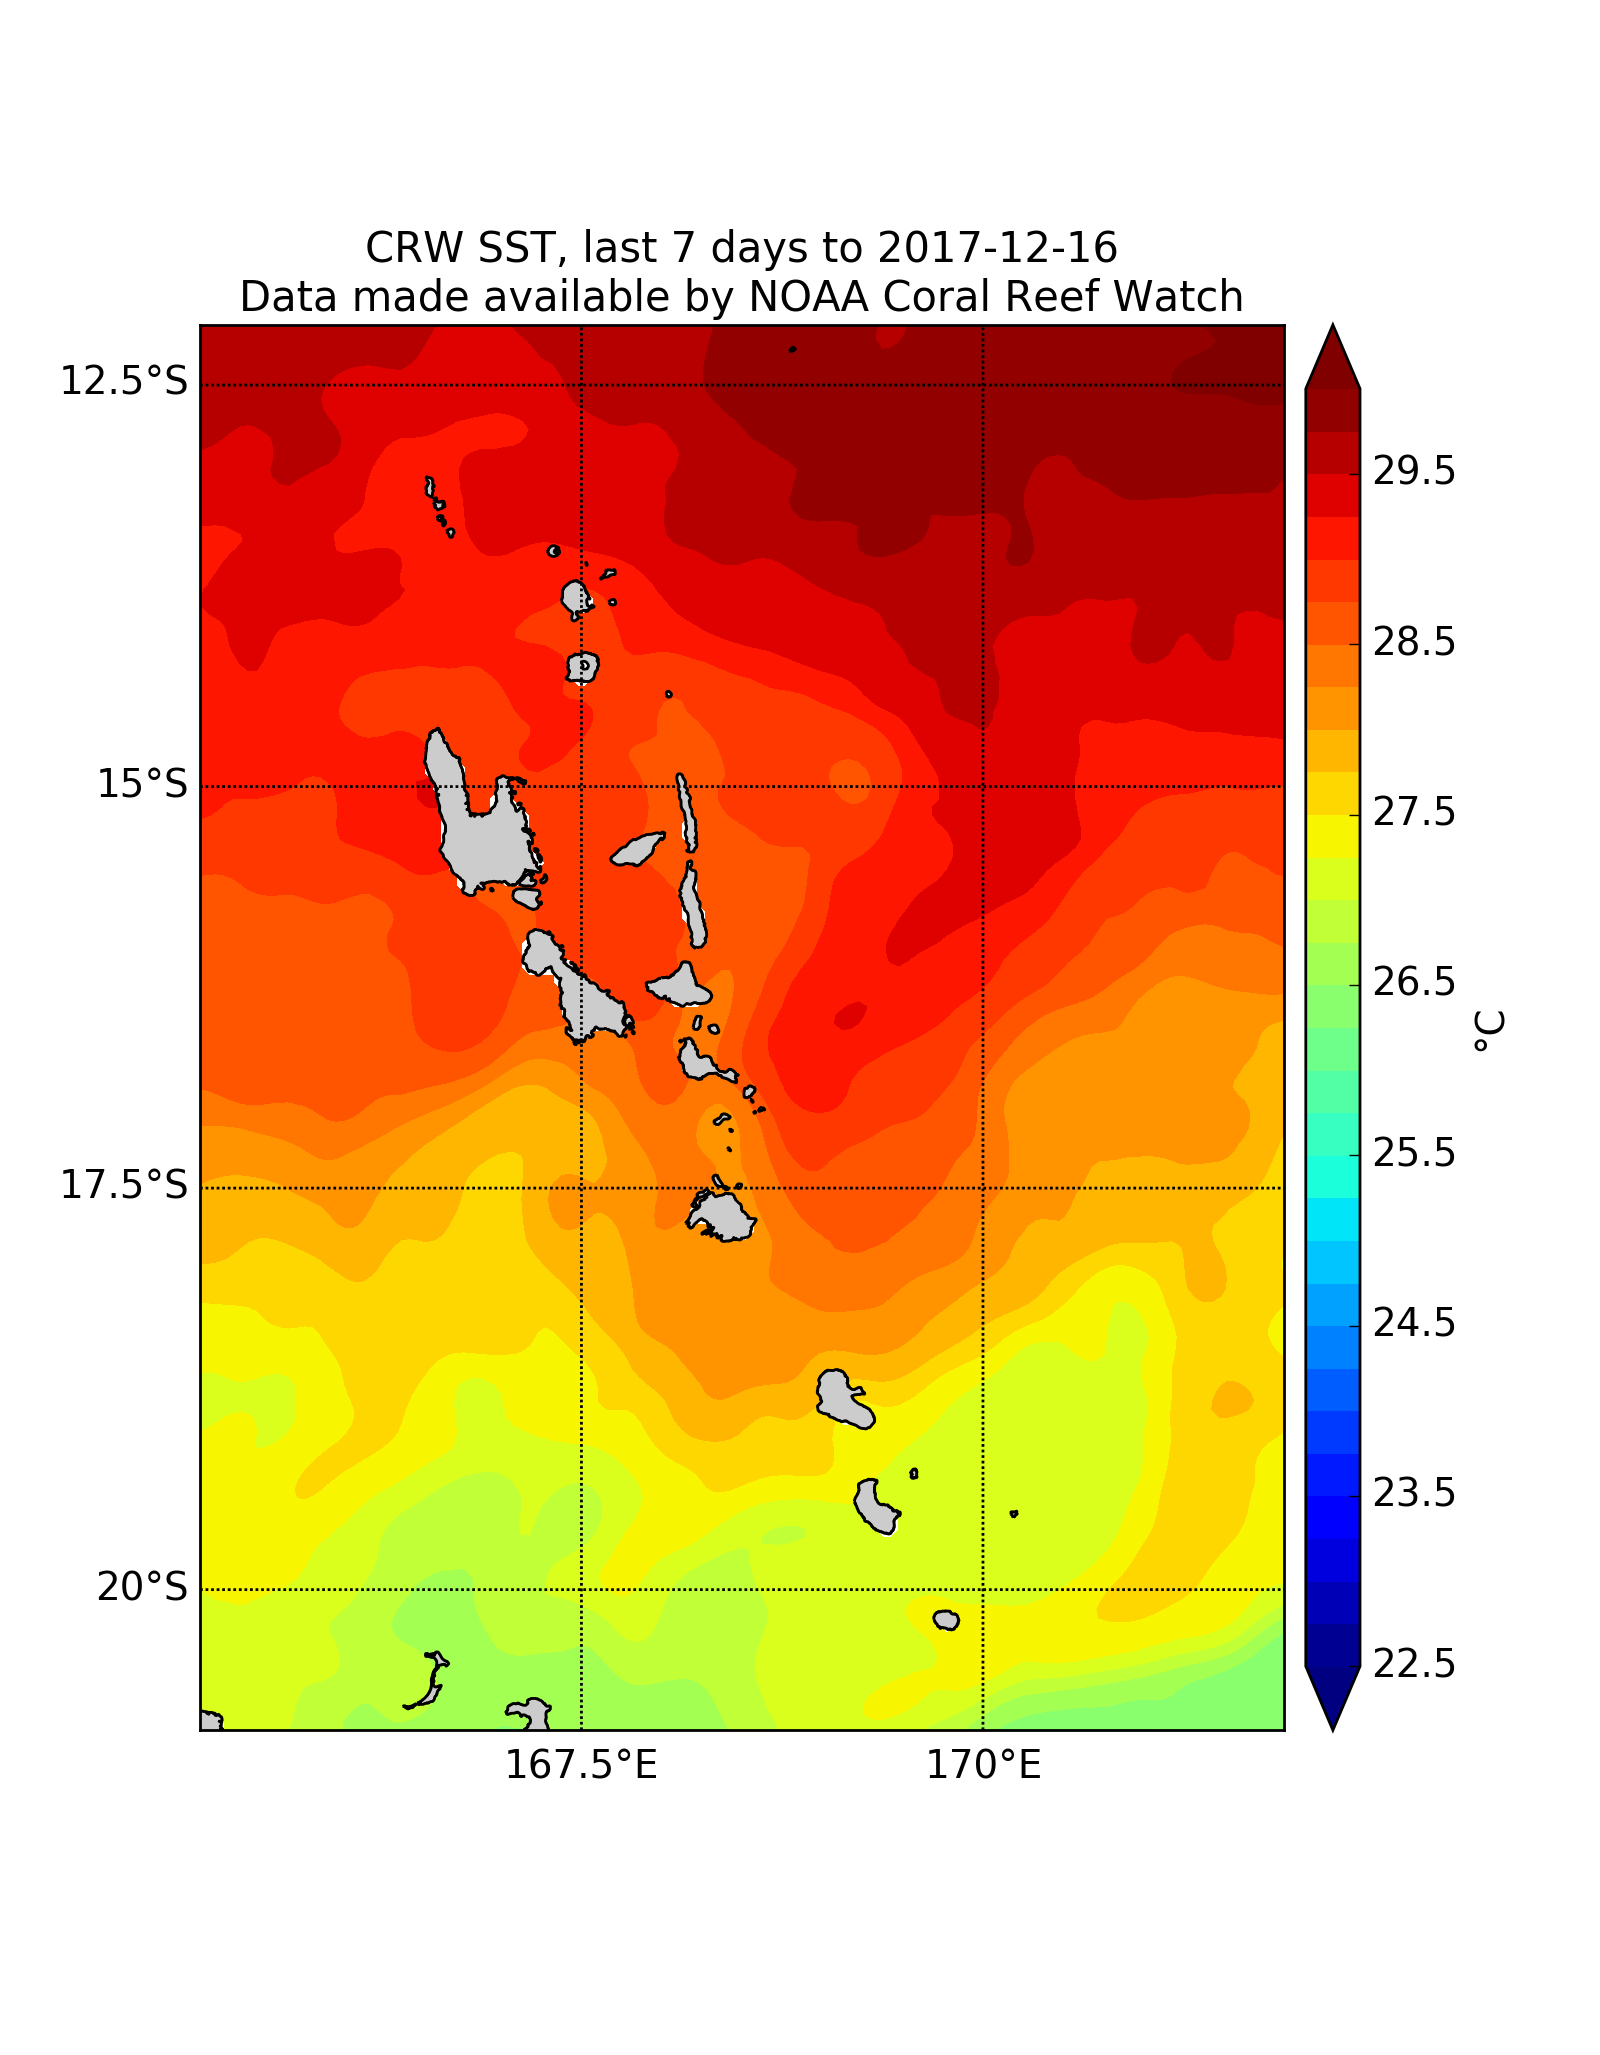 CRW SST, last 7 days to 2017-12-16
Data made available by NOAA Coral Reef Watch
12.5°S
15°S
17.5°S
20°S
167.5°E
170°E
29.5
28.5
27.5
26.5
25.5
24.5
23.5
22.5
°C